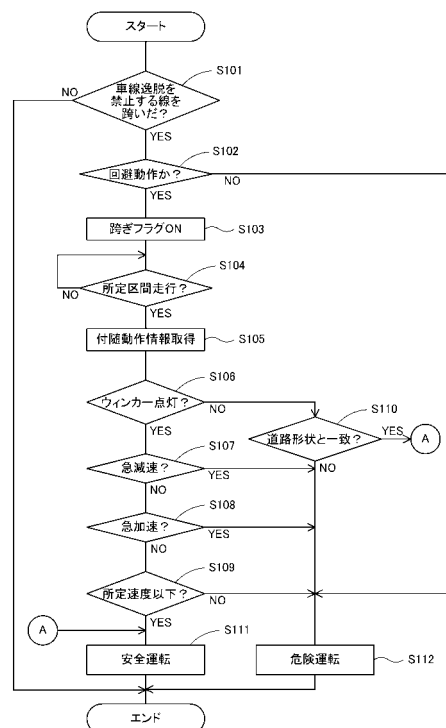 スタート
S101
車線逸脱を
禁止する線を
跨いだ?
NO
YES
S102
回避動作か?
NO
YES
跨ぎフラグON
S103
S104
所定区間走行?
NO
YES
付随動作情報取得
S105
S106
ウィンカー点灯?
NO
YES
S110
道路形状と一致?
YES
A
NO
S107
急減速?
YES
NO
S108
急加速?
YES
NO
S109
所定速度以下?
NO
YES
A
S111
安全運転
危険運転
S112
エンド